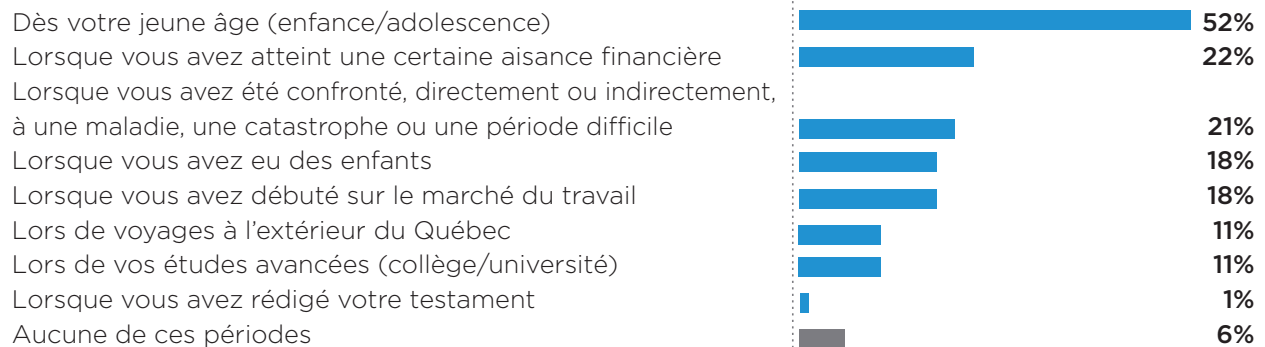 Dès votre jeune âge (enfance/adolescence) 52%
Lorsque vous avez atteint une certaine aisance financière 22%
Lorsque vous avez été confronté, directement ou indirectement,
à une maladie, une catastrophe ou une période difficile 21%
Lorsque vous avez eu des enfants 18%
Lorsque vous avez débuté sur le marché du travail 18%
Lors de voyages à l'extérieur du Québec 11%
Lors de vos études avancées (collège/université) 11%
Lorsque vous avez rédigé votre testament 1%
Aucune de ces périodes 6%